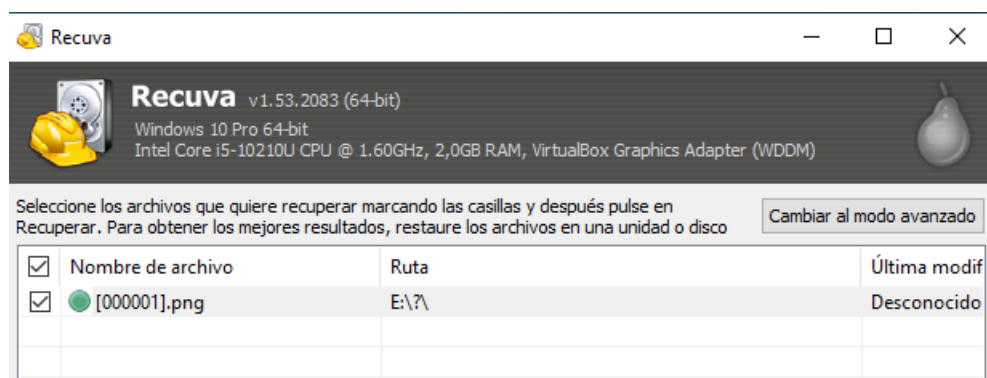 Recuva
Recuva v1.53.2083 (64-bit)
Windows 10 Pro 64-bit
Intel Core i5-10210U CPU @ 1.60GHz, 2,0GB RAM, VirtualBox Graphics Adapter (WDDM)
Seleccione los archivos que quiere recuperar marcando las casillas y después pulse en
Recuperar. Para obtener los mejores resultados, restaure los archivos en una unidad o disco
Cambiar al modo avanzado
Nombre de archivo Ruta Última modif
[000001].png E:\?\ Desconocido